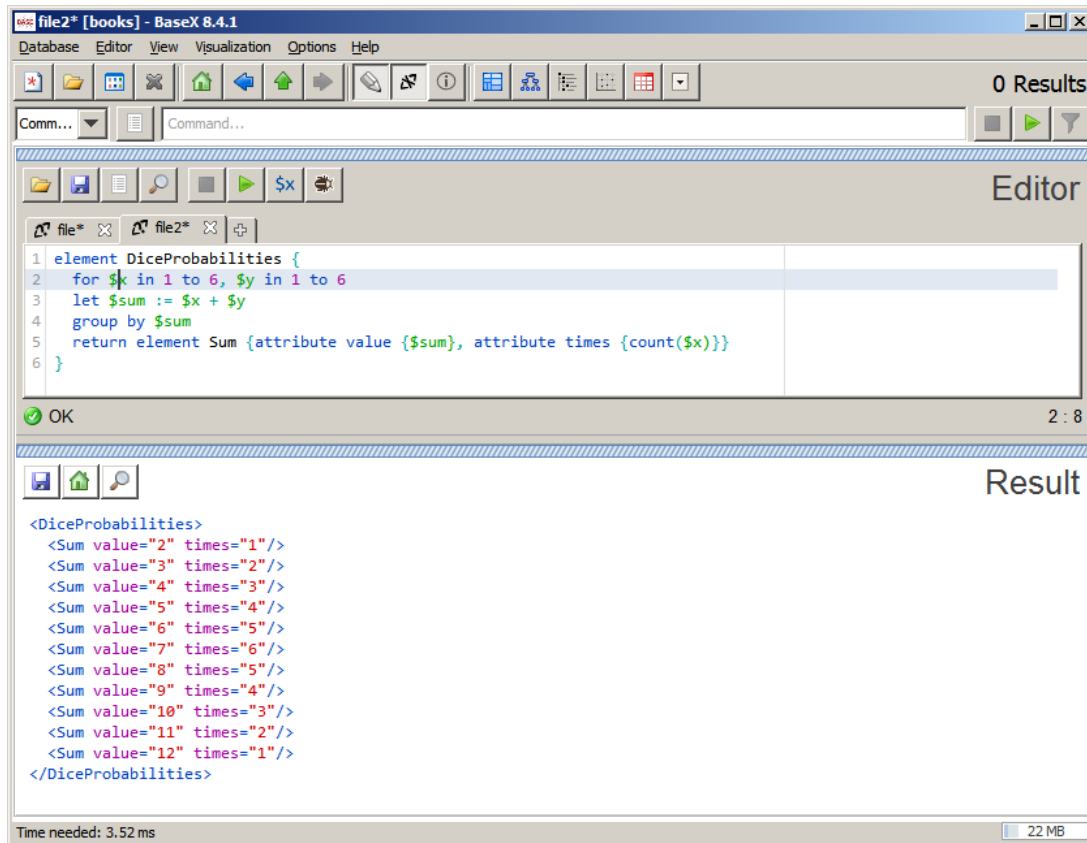 file2* [books] - BaseX 8.4.1
Database Editor View Visualization Options Help
0 Results
Comm... Command...
$x
Editor
file* file2*
1 element DiceProbabilities {
2   for $x in 1 to 6, $y in 1 to 6
3   let $sum := $x + $y
4   group by $sum
5   return element Sum {attribute value {$sum}, attribute times {count($x)}}
6 }
OK 2 : 8
Result
<DiceProbabilities>
  <Sum value="2" times="1"/>
  <Sum value="3" times="2"/>
  <Sum value="4" times="3"/>
  <Sum value="5" times="4"/>
  <Sum value="6" times="5"/>
  <Sum value="7" times="6"/>
  <Sum value="8" times="5"/>
  <Sum value="9" times="4"/>
  <Sum value="10" times="3"/>
  <Sum value="11" times="2"/>
  <Sum value="12" times="1"/>
</DiceProbabilities>
Time needed: 3.52 ms 22 MB